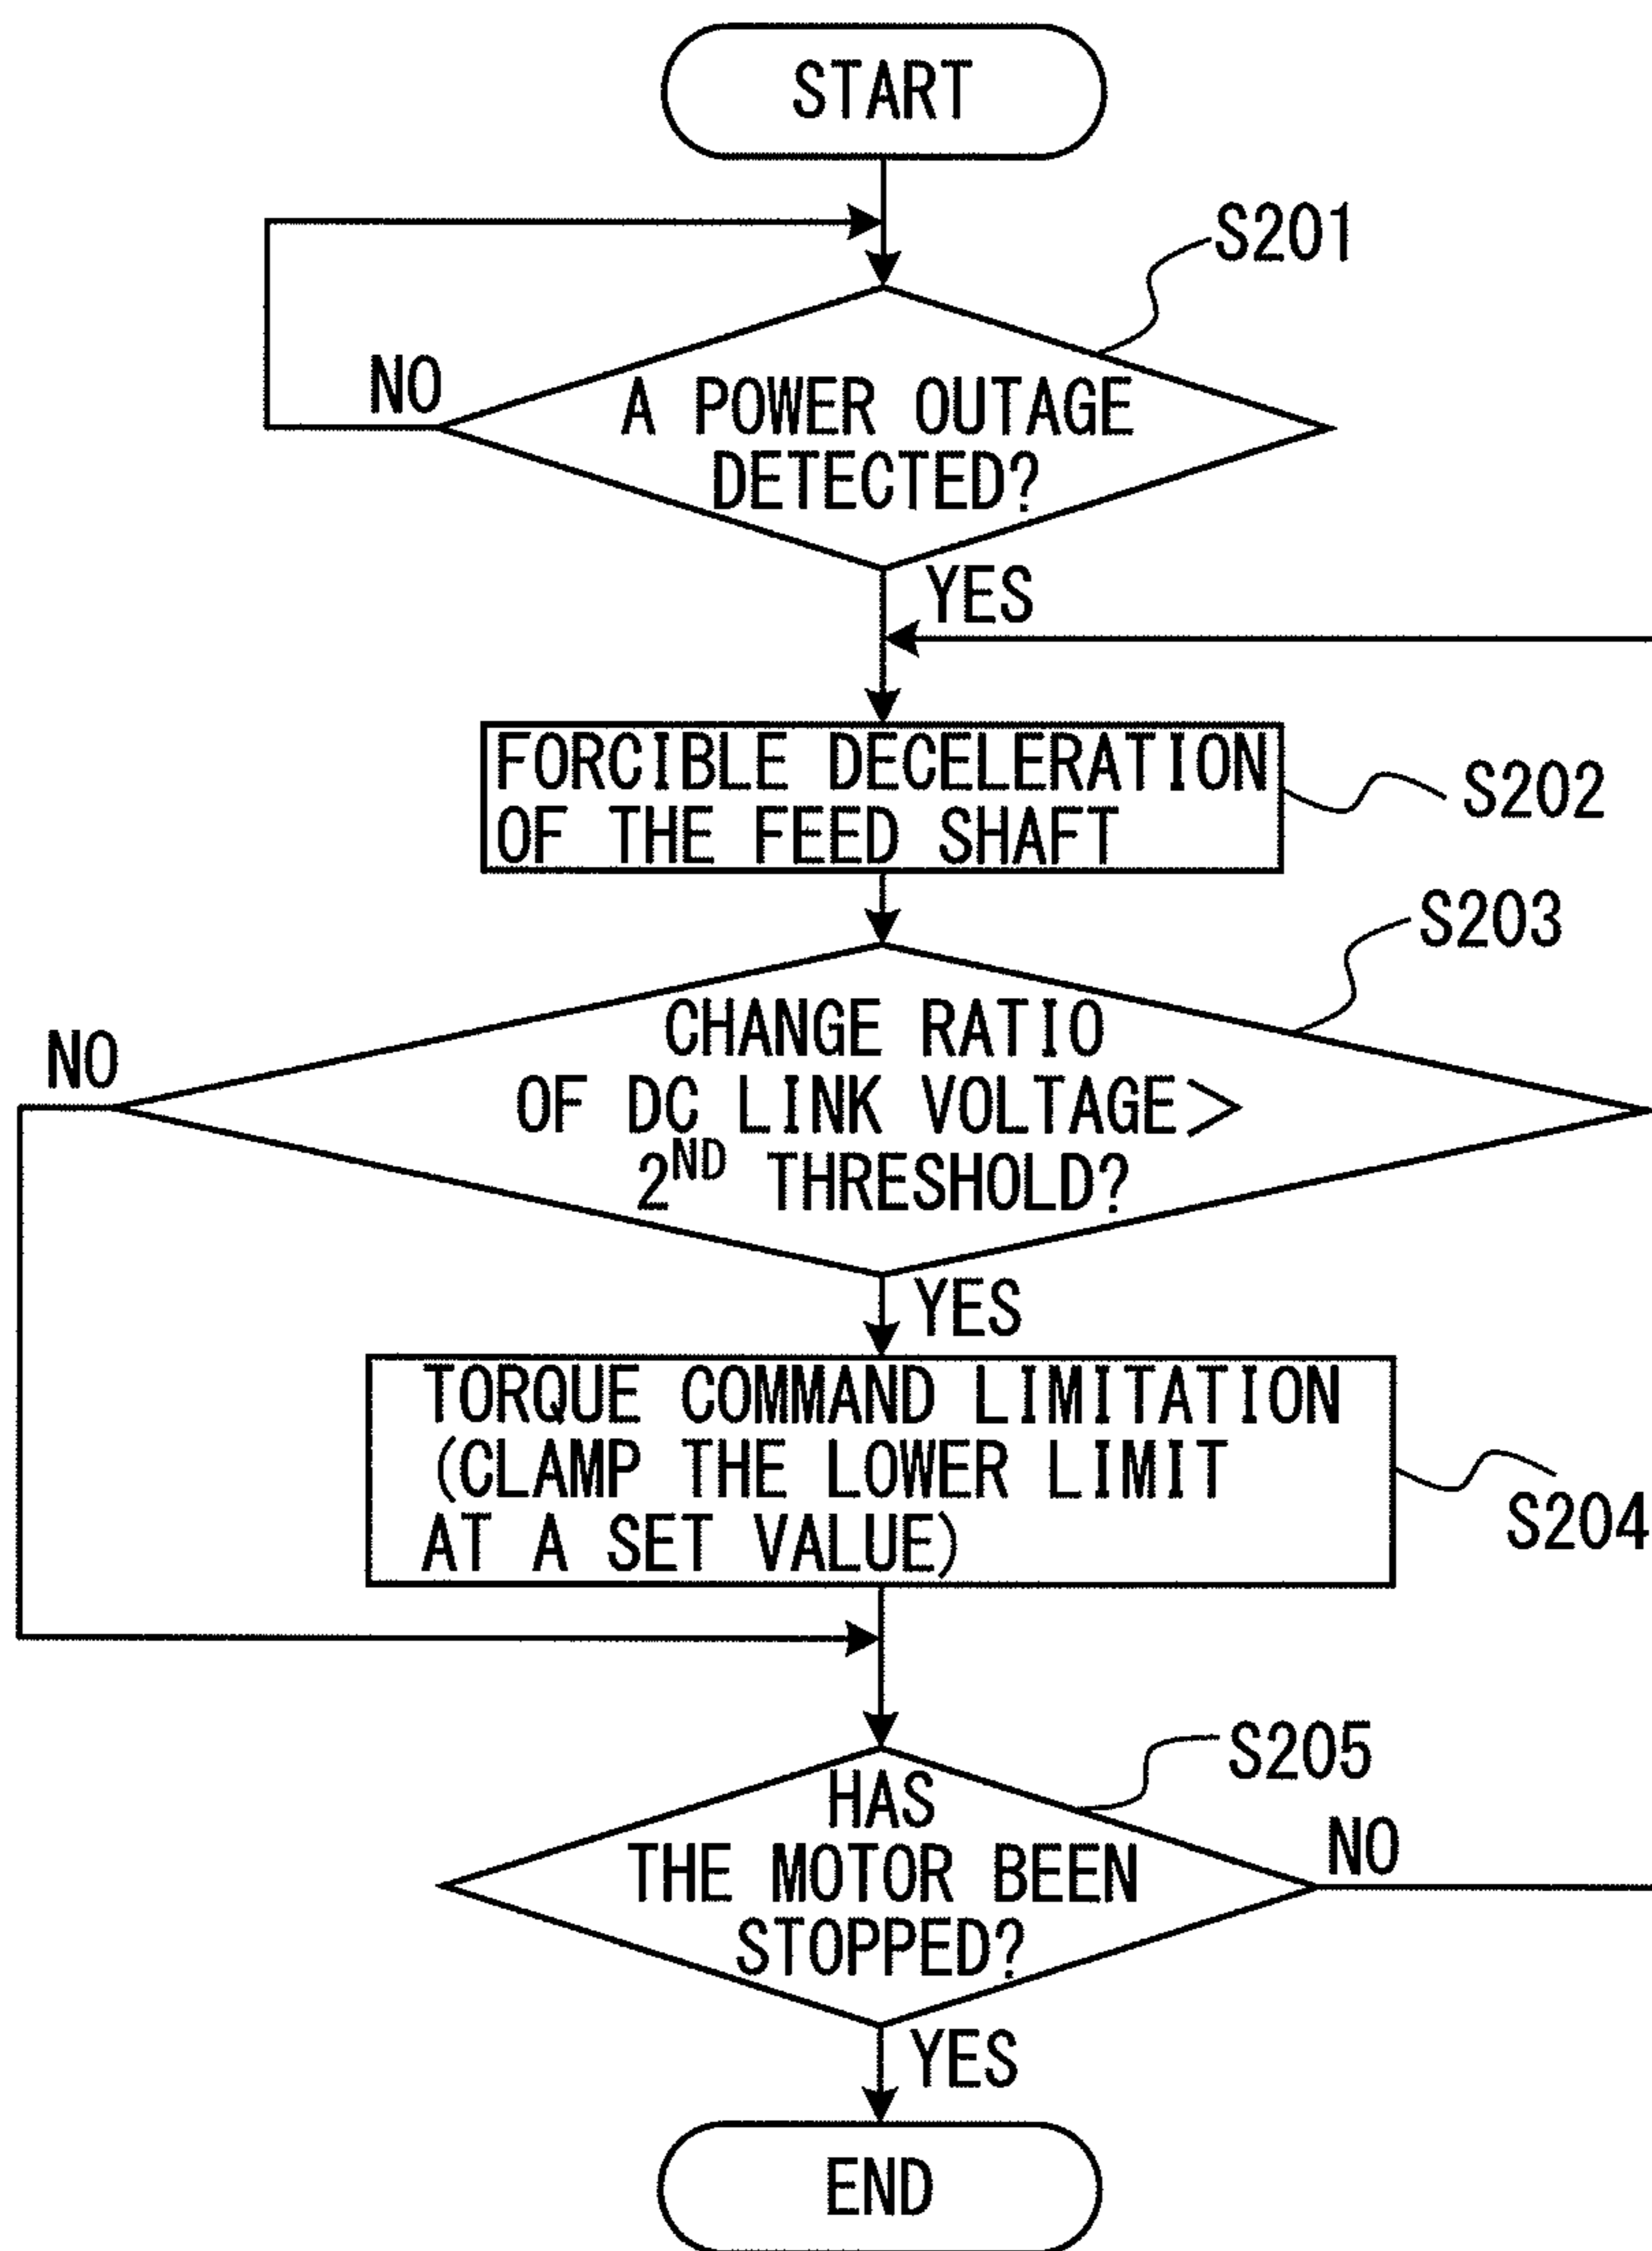 START
S201
NO
A POWER OUTAGE
DETECTED?
YES
FORCIBLE DECELERATION
OF THE FEED SHAFT
S202
S203
NO
CHANGE RATIO
OF DC LINK VOLTAGE>
2ND THRESHOLD?
YES
TORQUE COMMAND LIMITATION
(CLAMP THE LOWER LIMIT
AT A SET VALUE)
S204
S205
HAS
THE MOTOR BEEN
STOPPED?
NO
YES
END